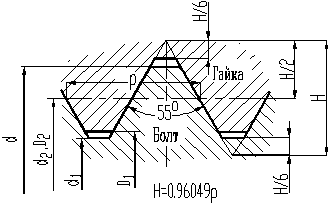 H/6
Гайка
H/2
H
P
55°
d
d₂,D₂
Болт
d₁
D₁
H/6
H=0.96049p